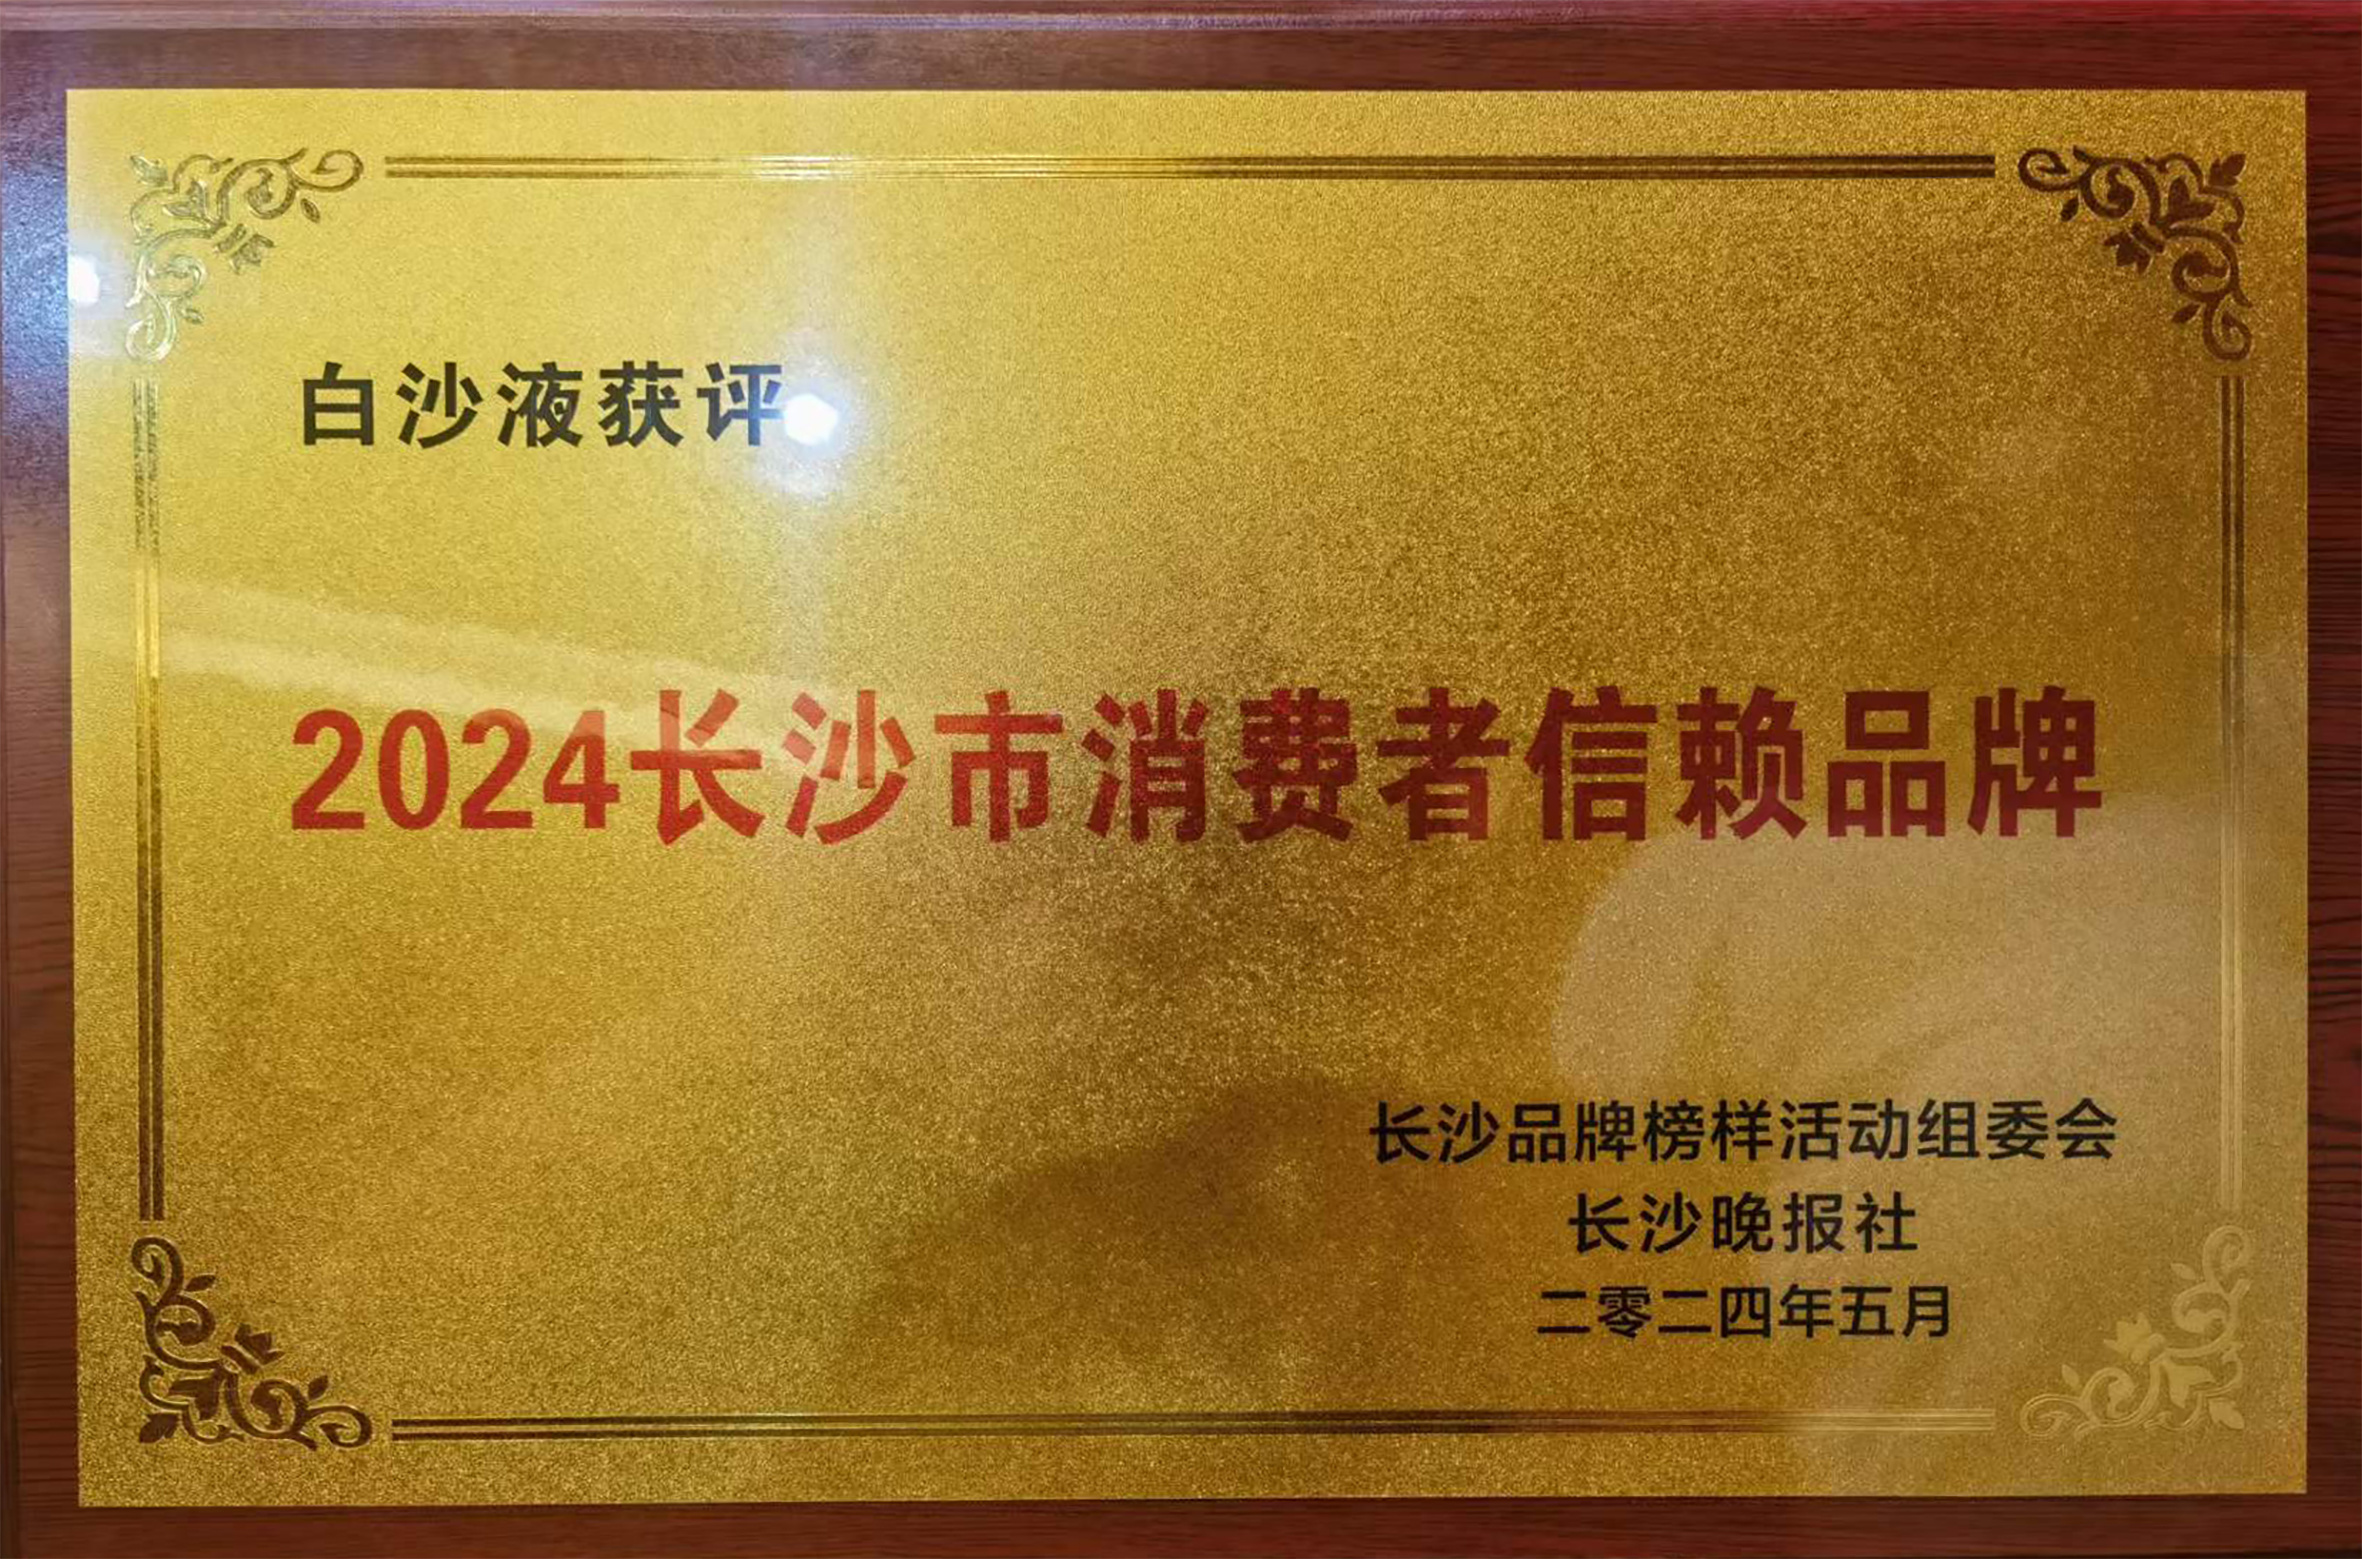 白沙液获评
2024长沙市消费者信赖品牌
长沙品牌榜样活动组委会
长沙晚报社
二零二四年五月